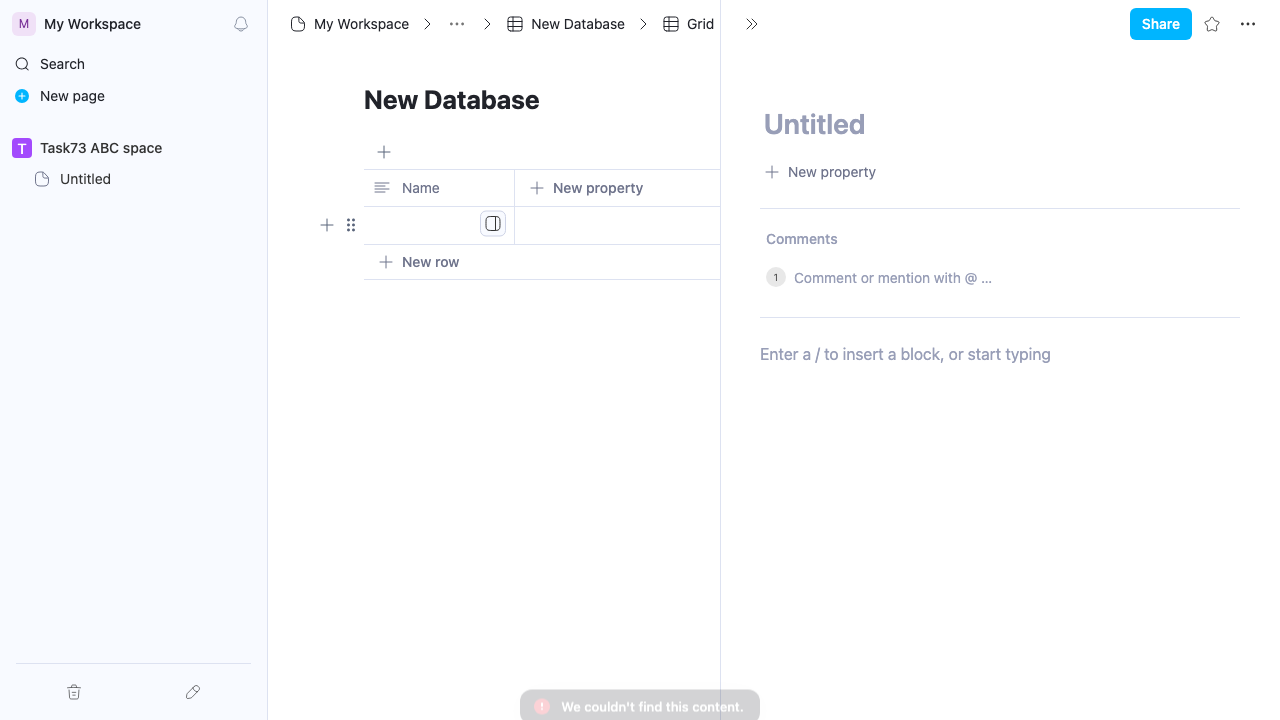 M My Workspace
Search
New page
T Task73 ABC space
Untitled
My Workspace > ... > New Database > Grid
Share
New Database
Name
New property
New row
Untitled
New property
Comments
1 Comment or mention with @ ...
Enter a / to insert a block, or start typing
! We couldn't find this content.